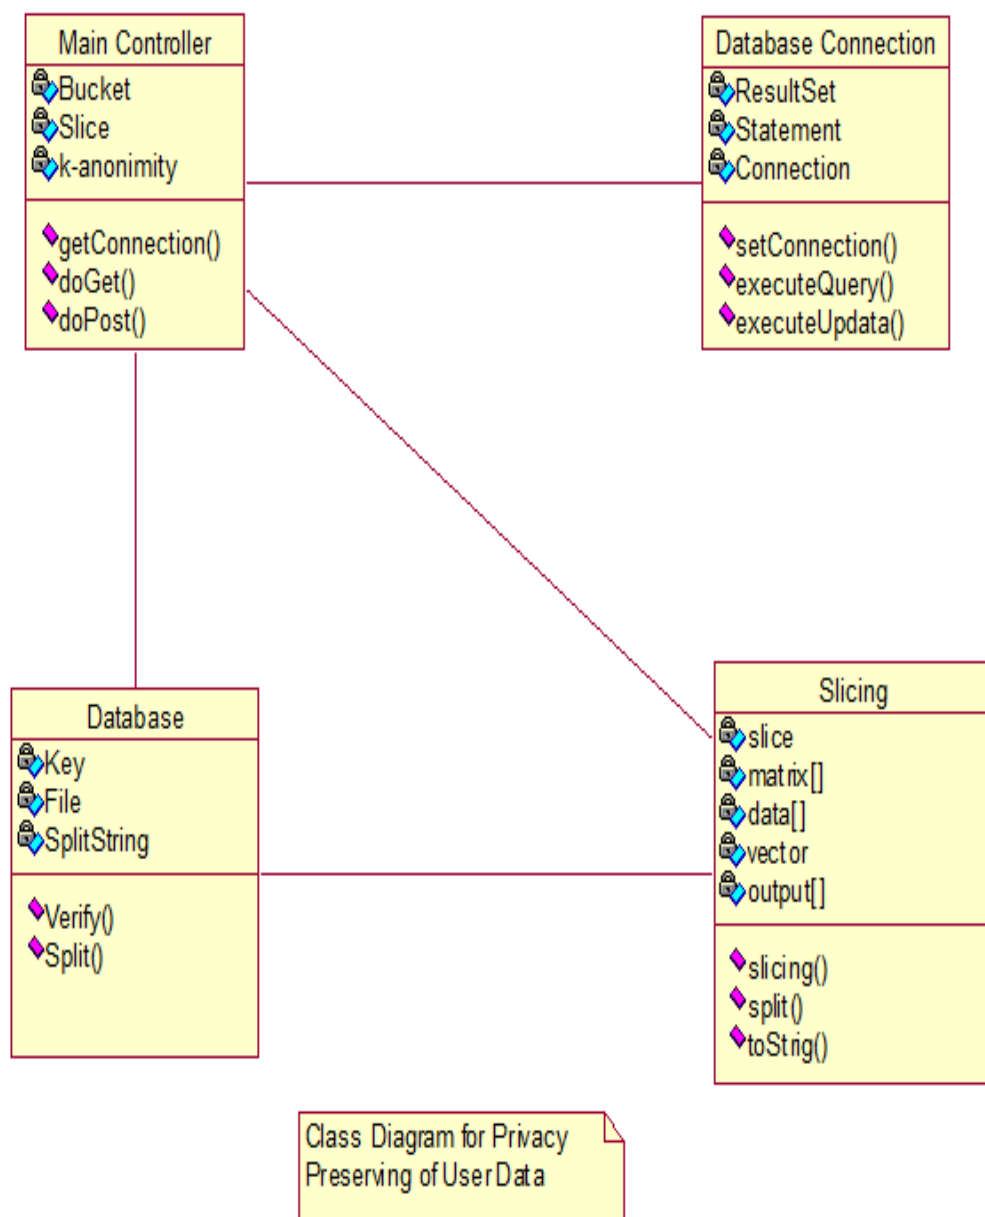 Main Controller
Bucket
Slice
k-anonimity
getConnection()
doGet()
doPost()
Database Connection
ResultSet
Statement
Connection
setConnection()
executeQuery()
executeUpdata()
Database
Key
File
SplitString
Verify()
Split()
Slicing
slice
matrix[]
data[]
vector
output[]
slicing()
split()
toStrig()
Class Diagram for Privacy
Preserving of User Data